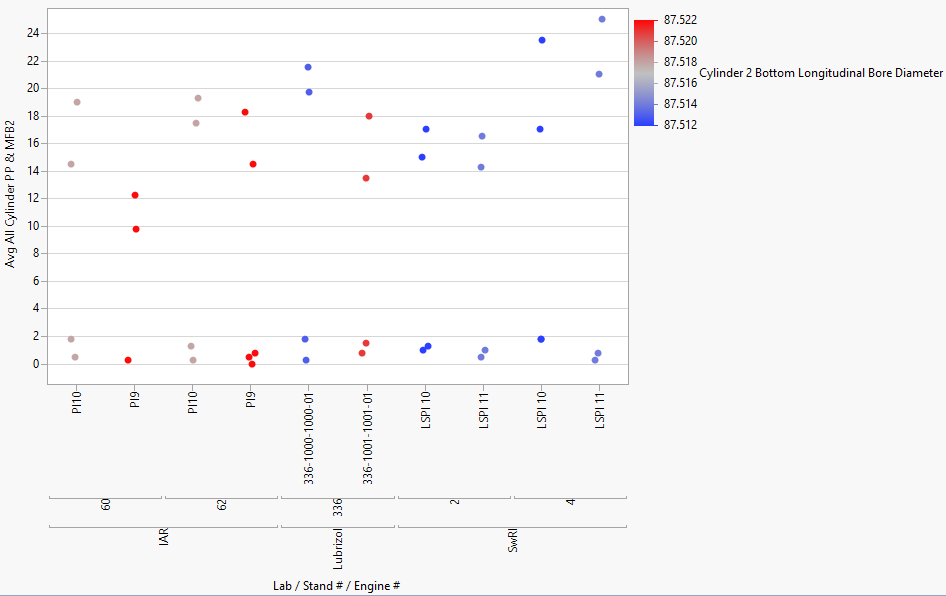 24
22
20
18
16
14
12
10
8
6
4
2
0
Avg All Cylinder PP & MFB2
87.522
87.520
87.518
87.516
87.514
87.512
Cylinder 2 Bottom Longitudinal Bore Diameter
PI10
PI9
PI10
PI9
336-1000-1000-01
336-1001-1001-01
LSPI 10
LSPI 11
LSPI 10
LSPI 11
60
62
336
2
4
IAR
Lubrizol
SwRI
Lab / Stand # / Engine #